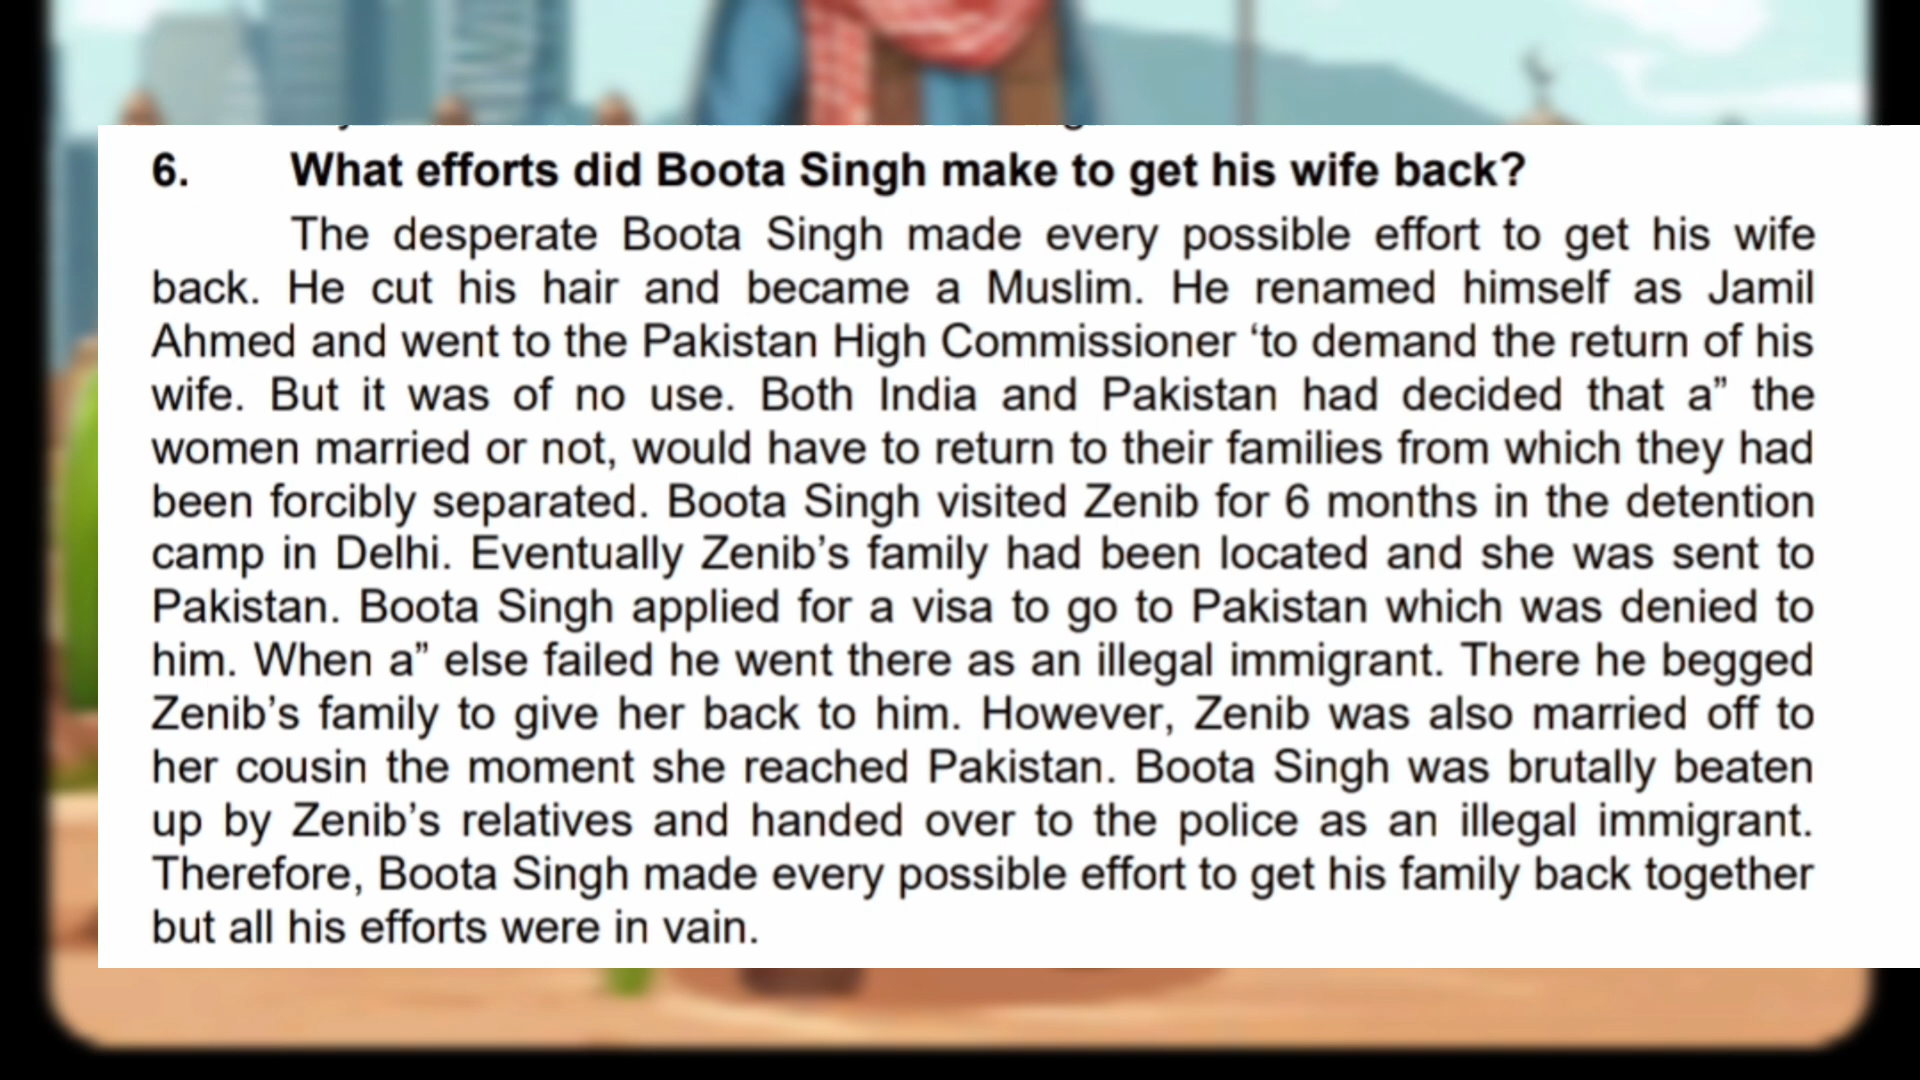 6. What efforts did Boota Singh make to get his wife back?
The desperate Boota Singh made every possible effort to get his wife
back. He cut his hair and became a Muslim. He renamed himself as Jamil
Ahmed and went to the Pakistan High Commissioner ‘to demand the return of his
wife. But it was of no use. Both India and Pakistan had decided that a” the
women married or not, would have to return to their families from which they had
been forcibly separated. Boota Singh visited Zenib for 6 months in the detention
camp in Delhi. Eventually Zenib’s family had been located and she was sent to
Pakistan. Boota Singh applied for a visa to go to Pakistan which was denied to
him. When a” else failed he went there as an illegal immigrant. There he begged
Zenib’s family to give her back to him. However, Zenib was also married off to
her cousin the moment she reached Pakistan. Boota Singh was brutally beaten
up by Zenib’s relatives and handed over to the police as an illegal immigrant.
Therefore, Boota Singh made every possible effort to get his family back together
but all his efforts were in vain.